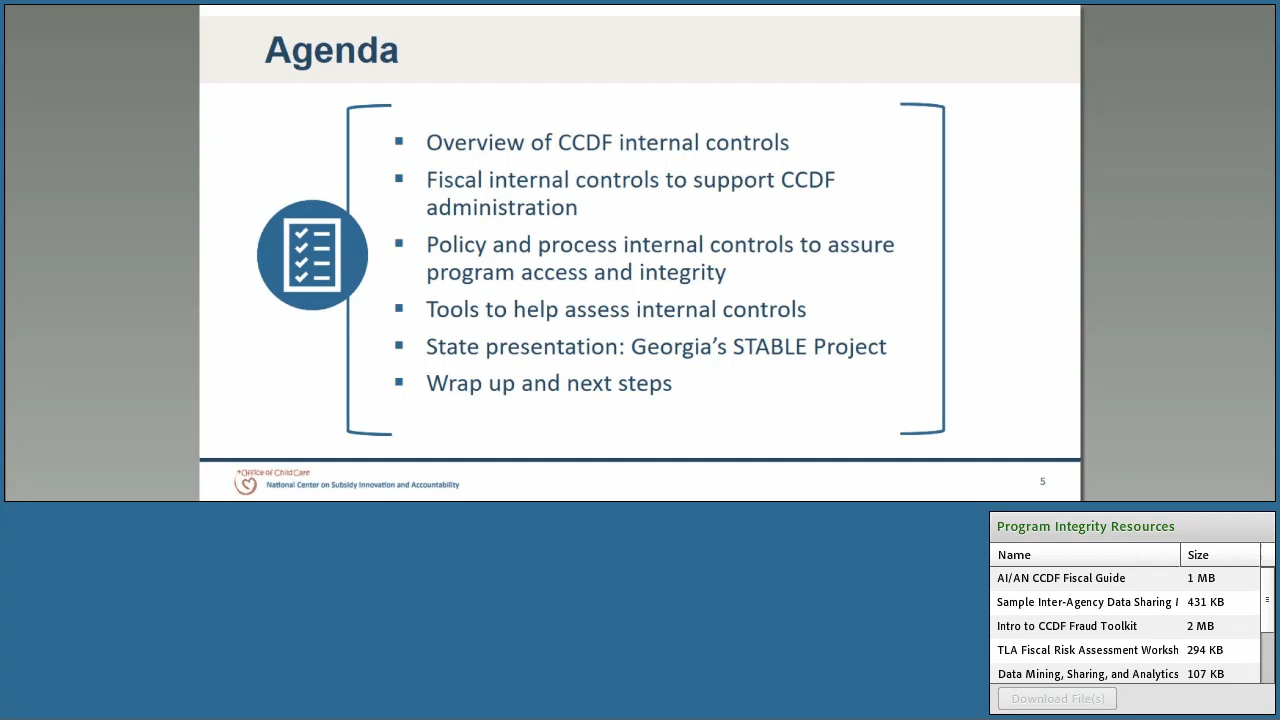 Agenda
▪ Overview of CCDF internal controls
▪ Fiscal internal controls to support CCDF
administration
▪ Policy and process internal controls to assure
program access and integrity
▪ Tools to help assess internal controls
▪ State presentation: Georgia’s STABLE Project
▪ Wrap up and next steps
Office of Child Care
National Center on Subsidy Innovation and Accountability
5
Program Integrity Resources
Name Size
AI/AN CCDF Fiscal Guide 1 MB
Sample Inter-Agency Data Sharing 431 KB
Intro to CCDF Fraud Toolkit 2 MB
TLA Fiscal Risk Assessment Worksh 294 KB
Data Mining, Sharing, and Analytics 107 KB
Download File(s)